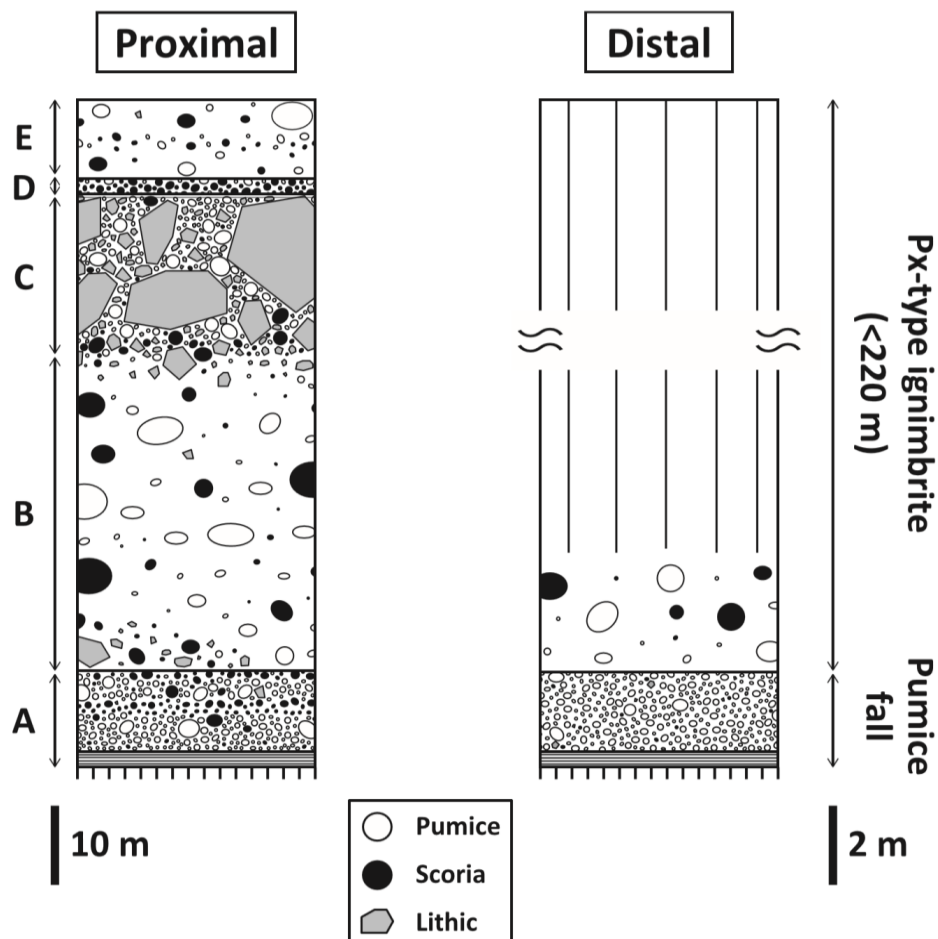 Proximal
Distal
E
D
C
B
A
Px-type ignimbrite
(<220 m)
Pumice
fall
10 m
2 m
Pumice
Scoria
Lithic